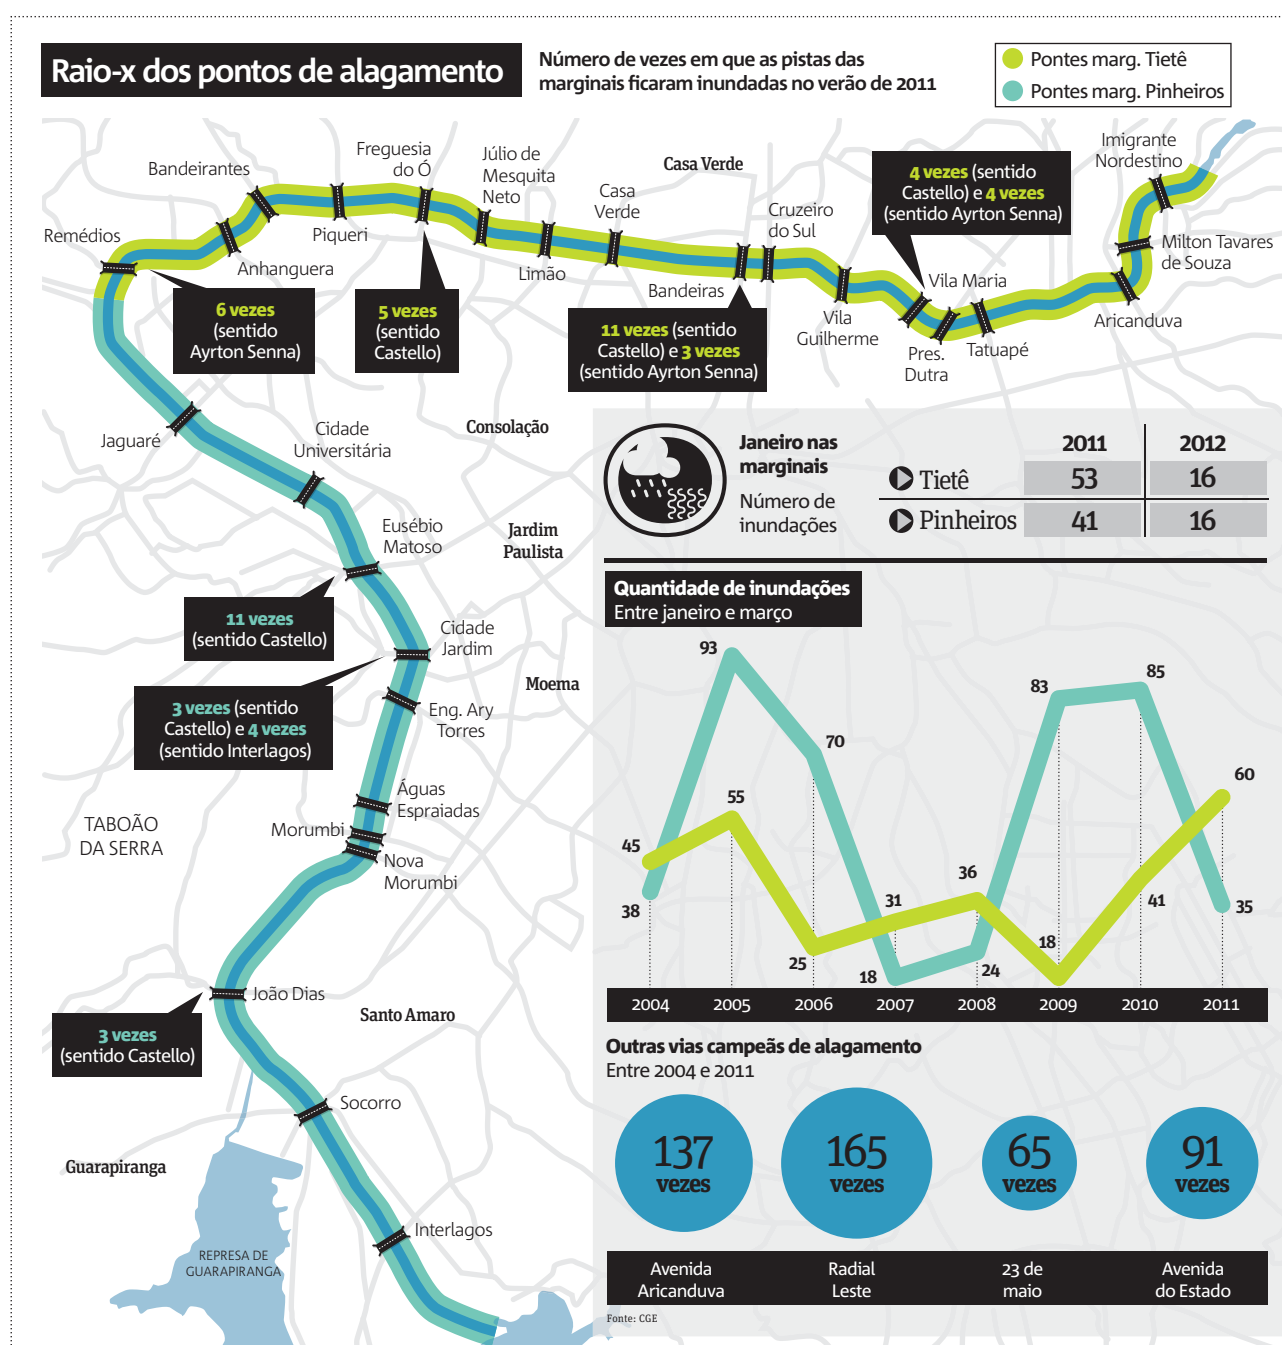 Raio-x dos pontos de alagamento
Número de vezes em que as pistas das
marginais ficaram inundadas no verão de 2011
Pontes marg. Tietê
Pontes marg. Pinheiros
Imigrante
Nordestino
Bandeirantes
Freguesia
do Ó
Júlio de
Mesquita
Neto
Casa
Verde
Casa Verde
Cruzeiro
do Sul
4 vezes (sentido
Castello) e 4 vezes
(sentido Ayrton Senna)
Remédios
Anhanguera
Piqueri
Limão
Bandeiras
Vila
Guilherme
Vila Maria
Pres.
Dutra
Tatuapé
Milton Tavares
de Souza
Aricanduva
6 vezes
(sentido
Ayrton Senna)
5 vezes
(sentido
Castello)
11 vezes (sentido
Castello) e 3 vezes
(sentido Ayrton Senna)
Jaguaré
Cidade
Universitária
Consolação
Eusébio
Matoso
Jardim
Paulista
11 vezes
(sentido Castello)
Cidade
Jardim
Moema
3 vezes (sentido
Castello) e 4 vezes
(sentido Interlagos)
Eng. Ary
Torres
Águas
Espraiadas
Morumbi
Nova
Morumbi
TABOÃO
DA SERRA
João Dias
3 vezes
(sentido Castello)
Santo Amaro
Socorro
Guarapiranga
Interlagos
REPRESA DE
GUARAPIRANGA
Janeiro nas
marginais
Número de
inundações
2011 2012
Tietê 53 16
Pinheiros 41 16
Quantidade de inundações
Entre janeiro e março
93
70
83
85
60
55
45
38
25
31
18
36
24
18
41
35
2004 2005 2006 2007 2008 2009 2010 2011
Outras vias campeãs de alagamento
Entre 2004 e 2011
137
vezes
165
vezes
65
vezes
91
vezes
Avenida
Aricanduva
Radial
Leste
23 de
maio
Avenida
do Estado
Fonte: CGE